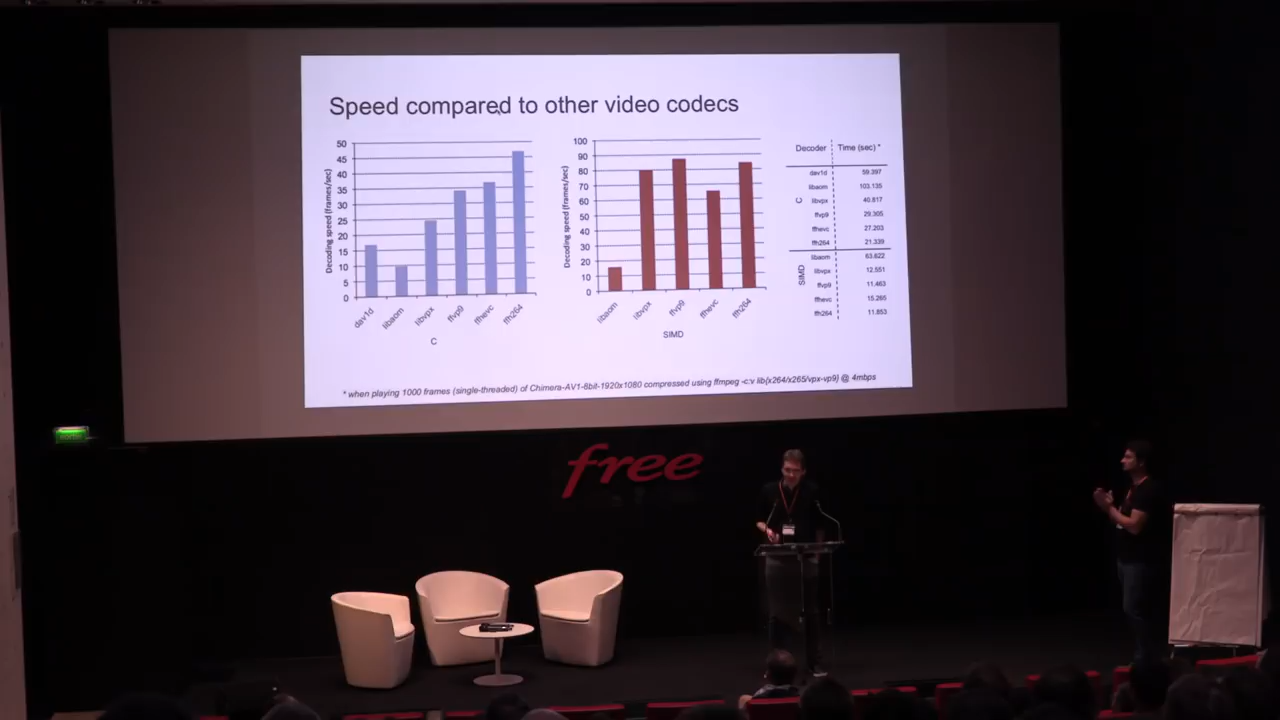 Speed compared to other video codecs
Decoding speed (frames/sec)
50
45
40
35
30
25
20
15
10
5
0
dav1d
libaom
libvpx
ffvp9
ffhevc
ffh264
C
Decoding speed (frames/sec)
100
90
80
70
60
50
40
30
20
10
0
libaom
libvpx
ffvp9
ffhevc
ffh264
SIMD
Decoder Time (sec) *
C
dav1d 59.397
libaom 103.135
libvpx 40.817
ffvp9 29.305
ffhevc 27.203
ffh264 21.339
SIMD
libaom 63.622
libvpx 12.551
ffvp9 11.463
ffhevc 15.265
ffh264 11.853
* when playing 1000 frames (single-threaded) of Chimera-AV1-8bit-1920x1080 compressed using ffmpeg -c:v lib{x264/x265/vpx-vp9} @ 4mbps
free